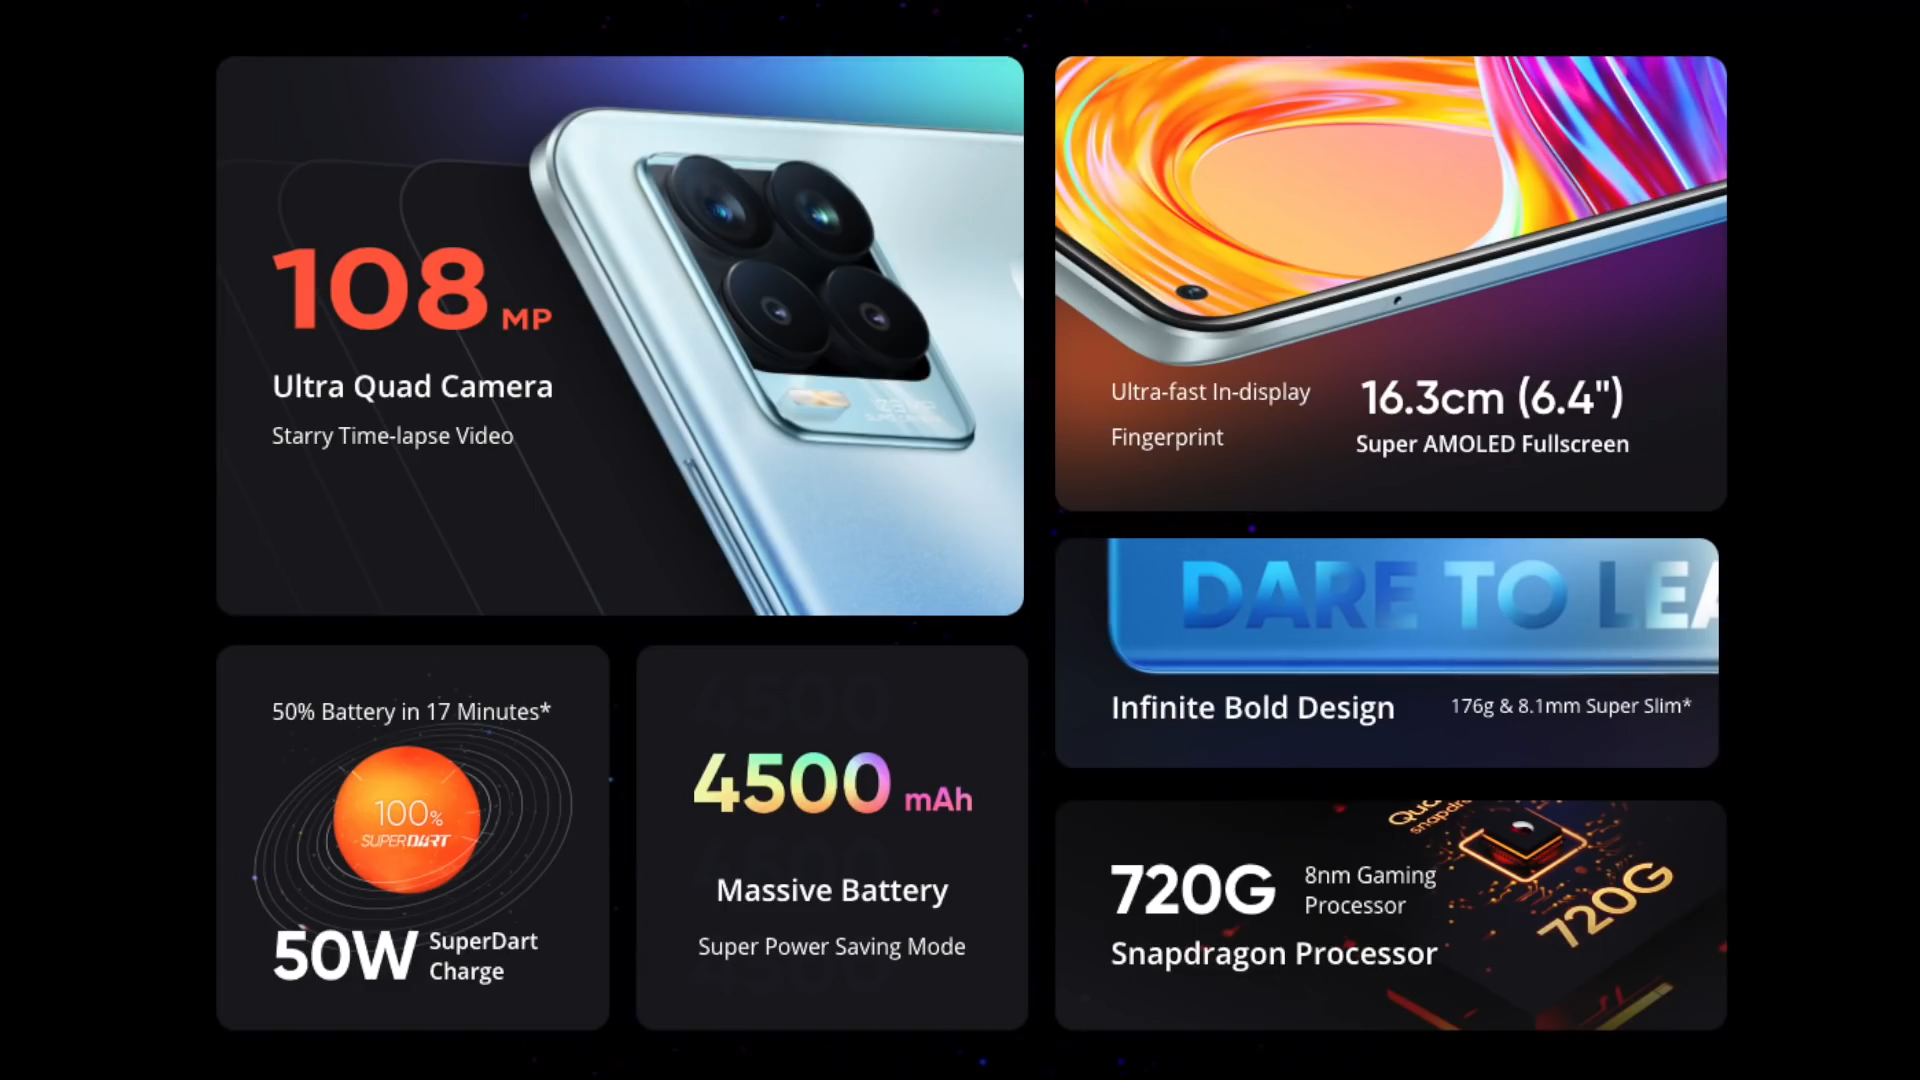 108 MP
Ultra Quad Camera
Starry Time-lapse Video
Ultra-fast In-display
Fingerprint
16.3cm (6.4")
Super AMOLED Fullscreen
DARE TO LEA
Infinite Bold Design
176g & 8.1mm Super Slim*
50% Battery in 17 Minutes*
100%
SUPERDART
50W SuperDart
Charge
4500
4500 mAh
Massive Battery
Super Power Saving Mode
720G
8nm Gaming
Processor
Snapdragon Processor
720G